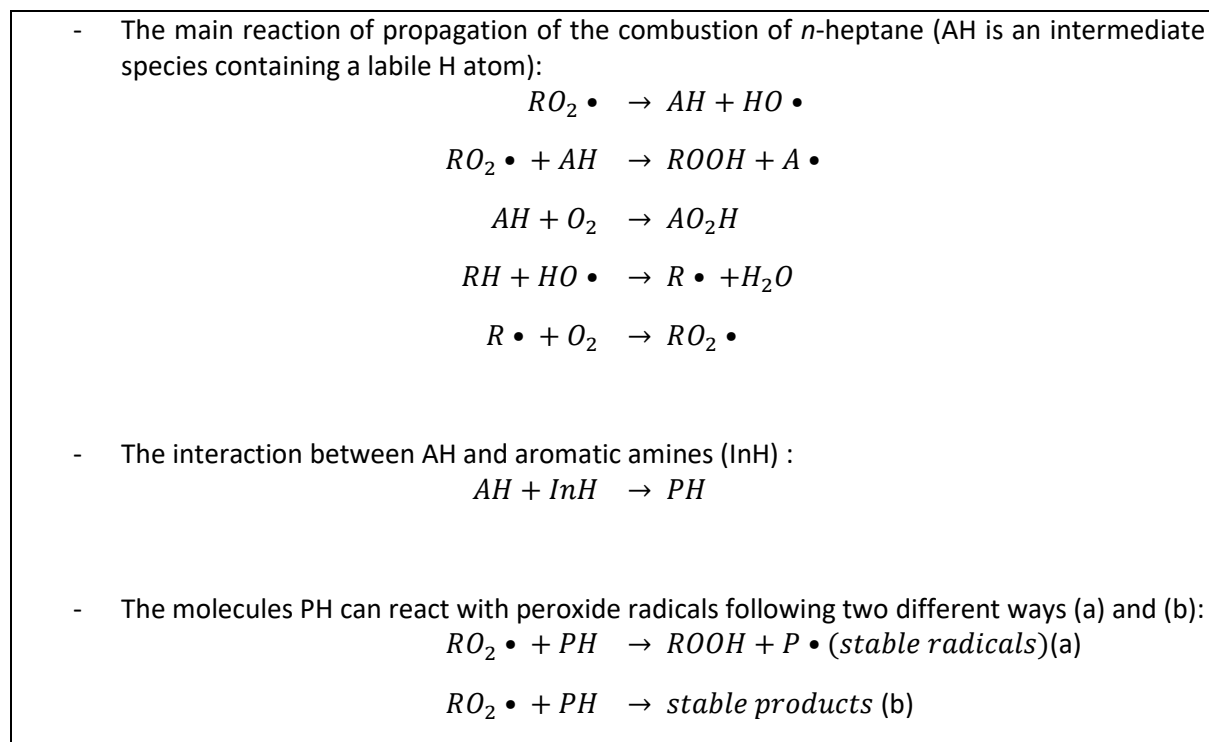 - The main reaction of propagation of the combustion of n-heptane (AH is an intermediate
species containing a labile H atom):
RO₂ • → AH + HO •
RO₂ • + AH → ROOH + A •
AH + O₂ → AO₂H
RH + HO • → R • +H₂O
R • + O₂ → RO₂ •
- The interaction between AH and aromatic amines (InH) :
AH + InH → PH
- The molecules PH can react with peroxide radicals following two different ways (a) and (b):
RO₂ • + PH → ROOH + P • (stable radicals)(a)
RO₂ • + PH → stable products (b)